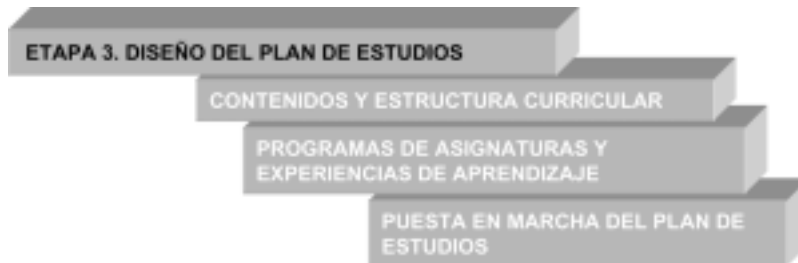 ETAPA 3. DISEÑO DEL PLAN DE ESTUDIOS
CONTENIDOS Y ESTRUCTURA CURRICULAR
PROGRAMAS DE ASIGNATURAS Y
EXPERIENCIAS DE APRENDIZAJE
PUESTA EN MARCHA DEL PLAN DE
ESTUDIOS